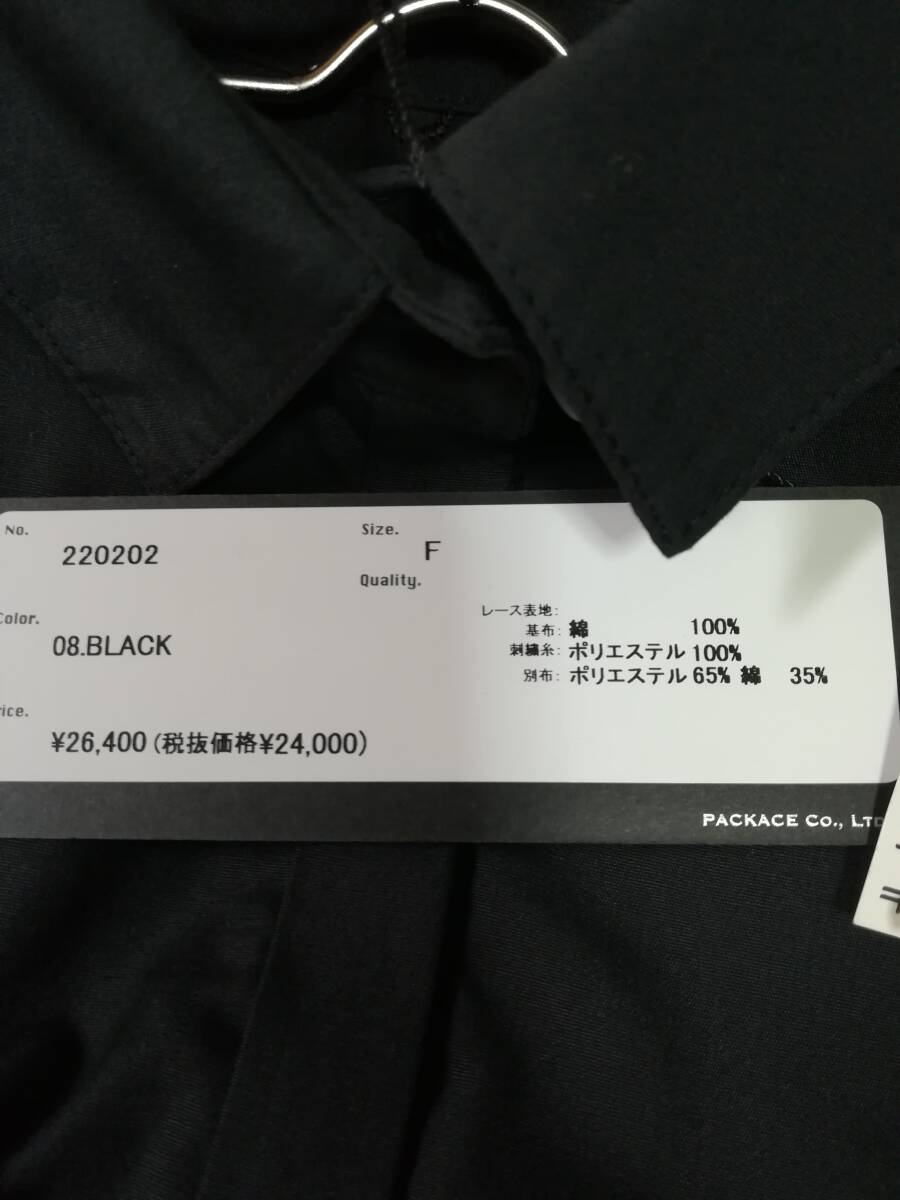 No.
220202
Size.
F
Quality.
Color.
08.BLACK
レース表地:
基布: 綿 100%
刺繍糸: ポリエステル 100%
別布: ポリエステル 65% 綿 35%
¥26,400 (税抜価格¥24,000)
PACKACE CO., LTD